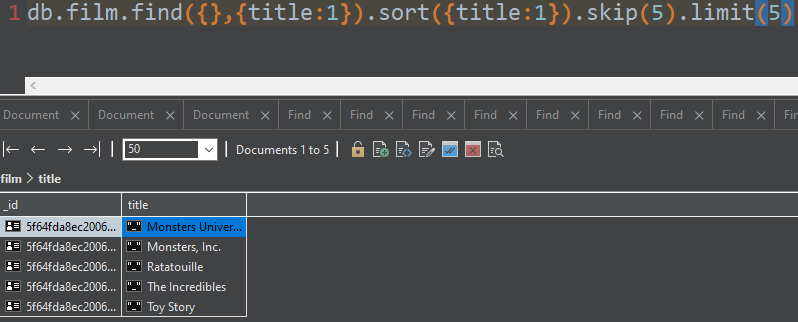 1 db.film.find({},{title:1}).sort({title:1}).skip(5).limit(5)
Document Document Document Find Find Find Find Find Find Find Find Fin
50 Documents 1 to 5
film > title
_id title
5f64fda8ec2006... Monsters Univer...
5f64fda8ec2006... Monsters, Inc.
5f64fda8ec2006... Ratatouille
5f64fda8ec2006... The Incredibles
5f64fda8ec2006... Toy Story